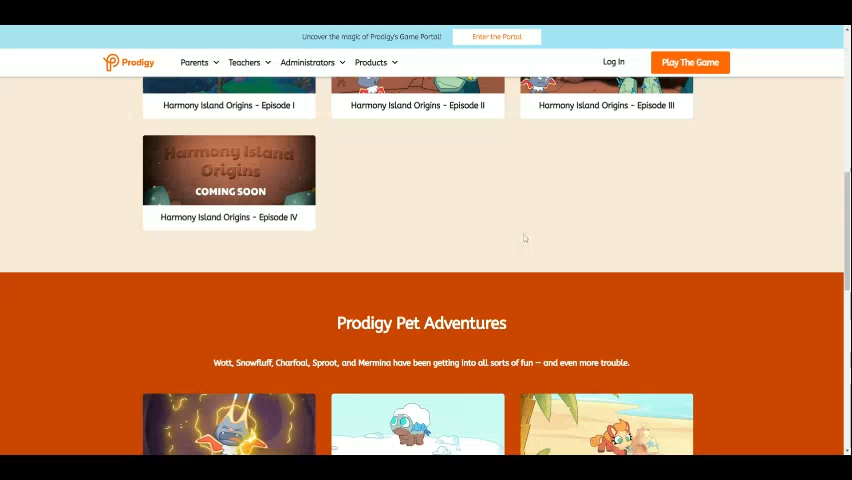 Uncover the magic of Prodigy's Game Portal! Enter the Portal
Prodigy Parents Teachers Administrators Products Log In Play The Game
Harmony Island Origins - Episode I Harmony Island Origins - Episode II Harmony Island Origins - Episode III
Harmony Island
Origins
COMING SOON
Harmony Island Origins - Episode IV
Prodigy Pet Adventures
Wott, Snowfluff, Charfoal, Sproot, and Mermina have been getting into all sorts of fun — and even more trouble.